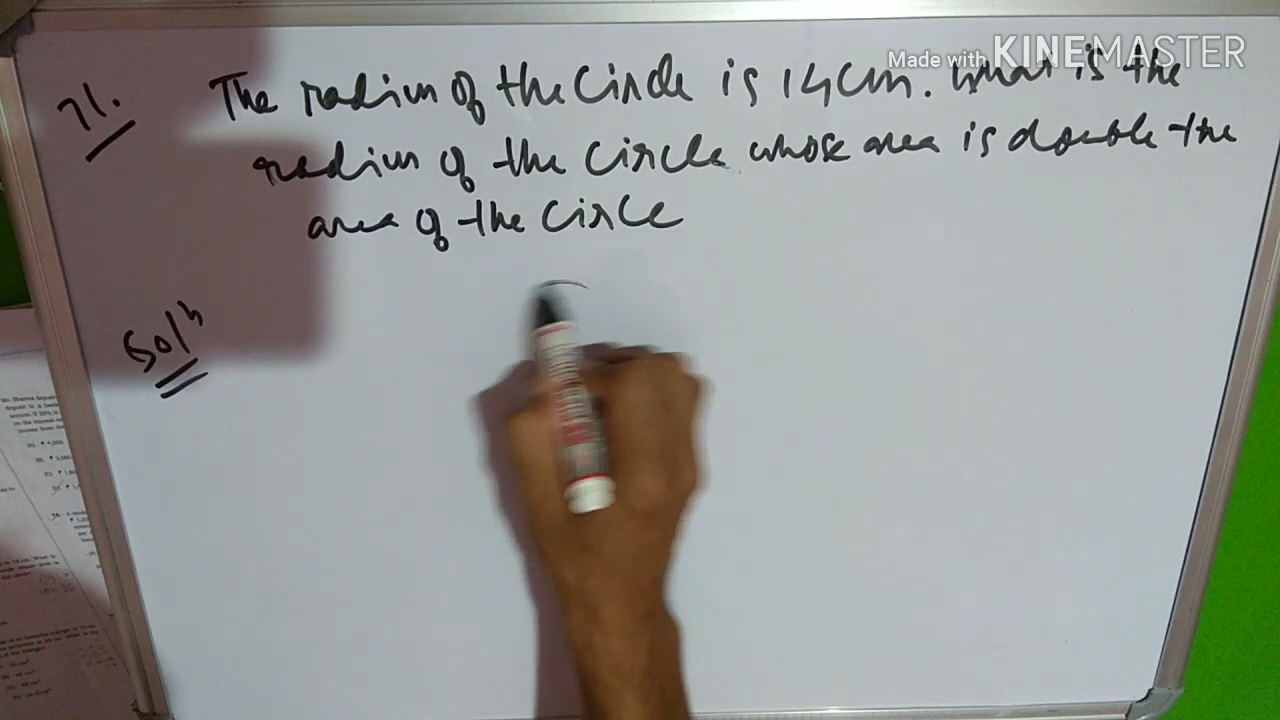 Made with KINEMASTER
71. The radius of the Circle is 14cm. what is the
radius of the Circle whose area is double the
area of the Circle
Solⁿ